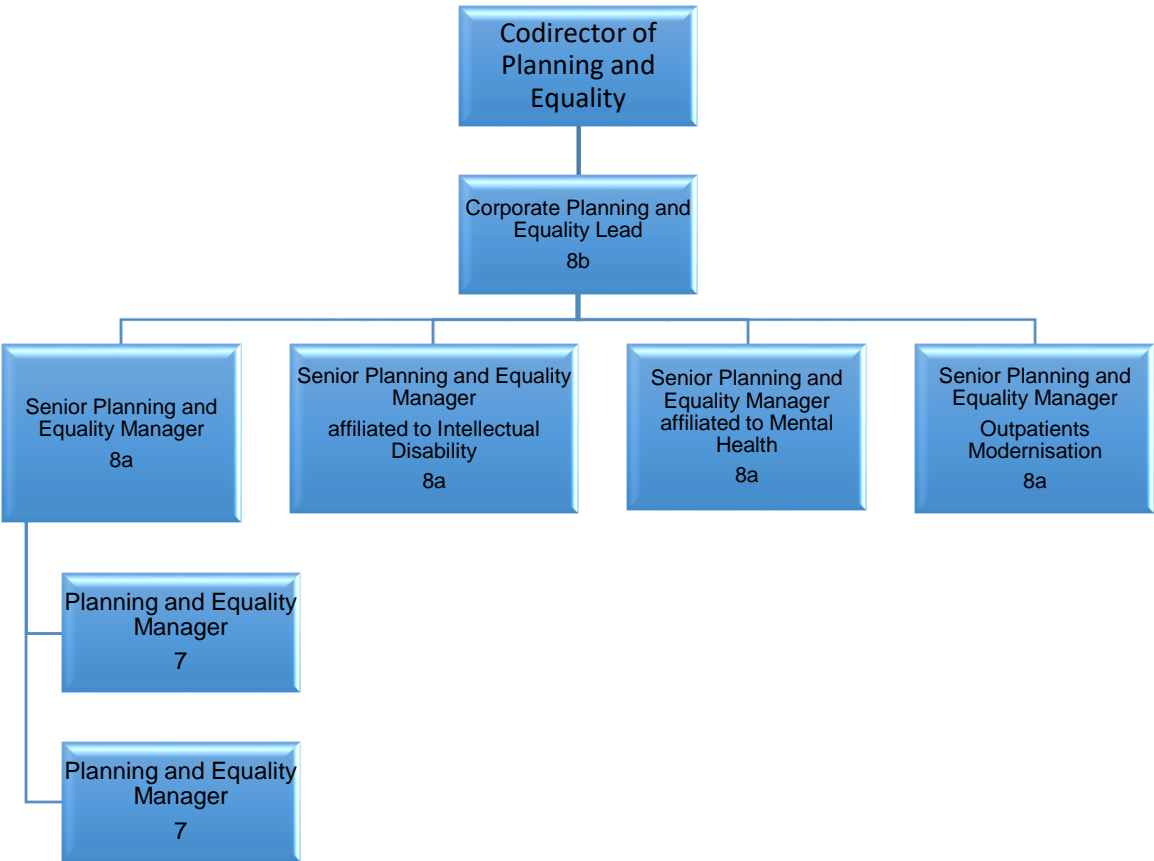 Codirector of
Planning and
Equality
Corporate Planning and
Equality Lead
8b
Senior Planning and
Equality Manager
8a
Senior Planning and Equality
Manager
affiliated to Intellectual
Disability
8a
Senior Planning and
Equality Manager
affiliated to Mental
Health
8a
Senior Planning and
Equality Manager
Outpatients
Modernisation
8a
Planning and Equality
Manager
7
Planning and Equality
Manager
7